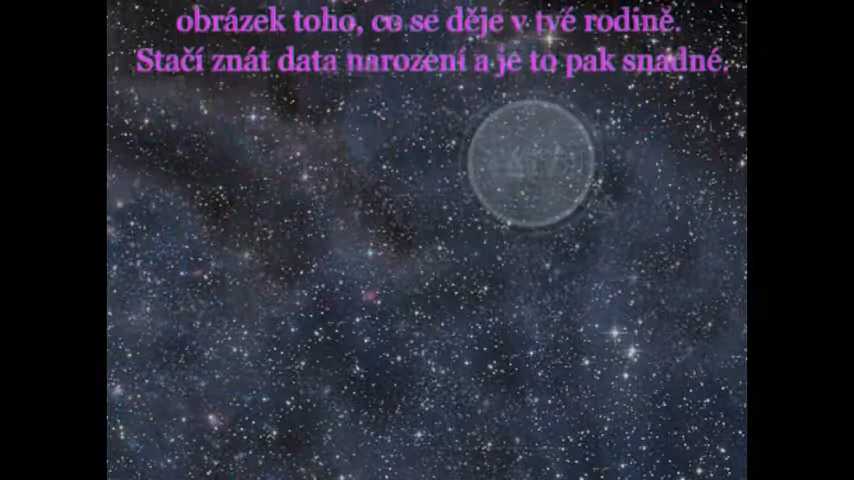 obrázek toho, co se děje v tvé rodině.
Stačí znát data narození a je to pak snadné.